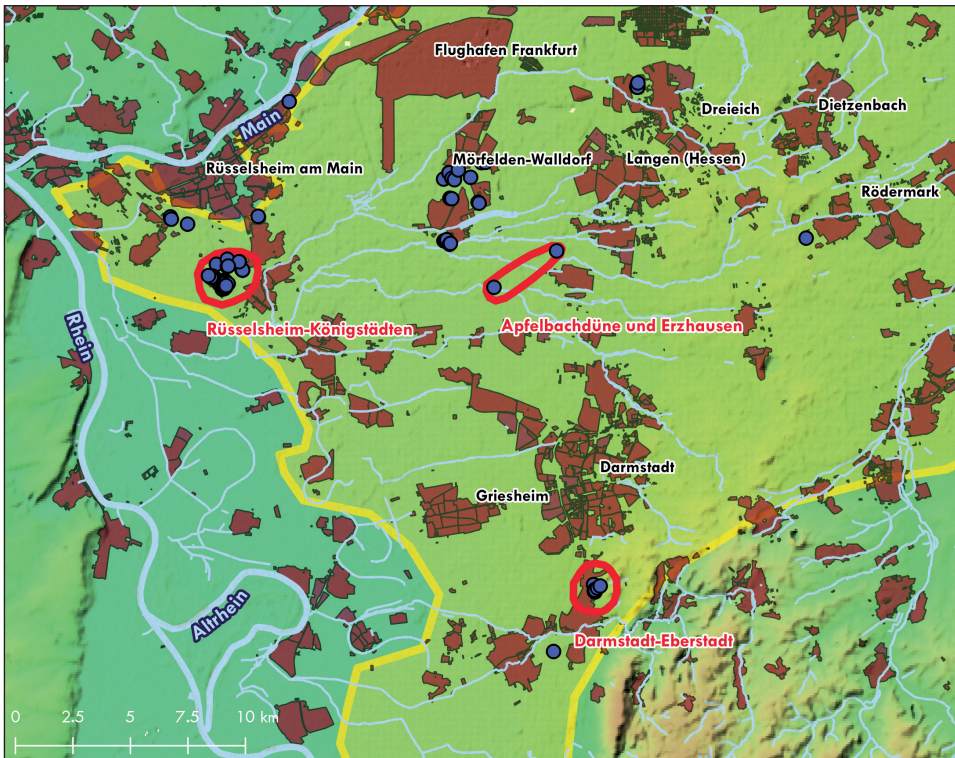 Flughafen Frankfurt
Dreieich
Dietzenbach
Main
Rüsselsheim am Main
Mörfelden-Walldorf
Langen (Hessen)
Rödermark
Rhein
Rüsselsheim-Königstädten
Apfelbachdüne und Erzhausen
Darmstadt
Griesheim
Altrhein
Darmstadt-Eberstadt
0 2.5 5 7.5 10 km